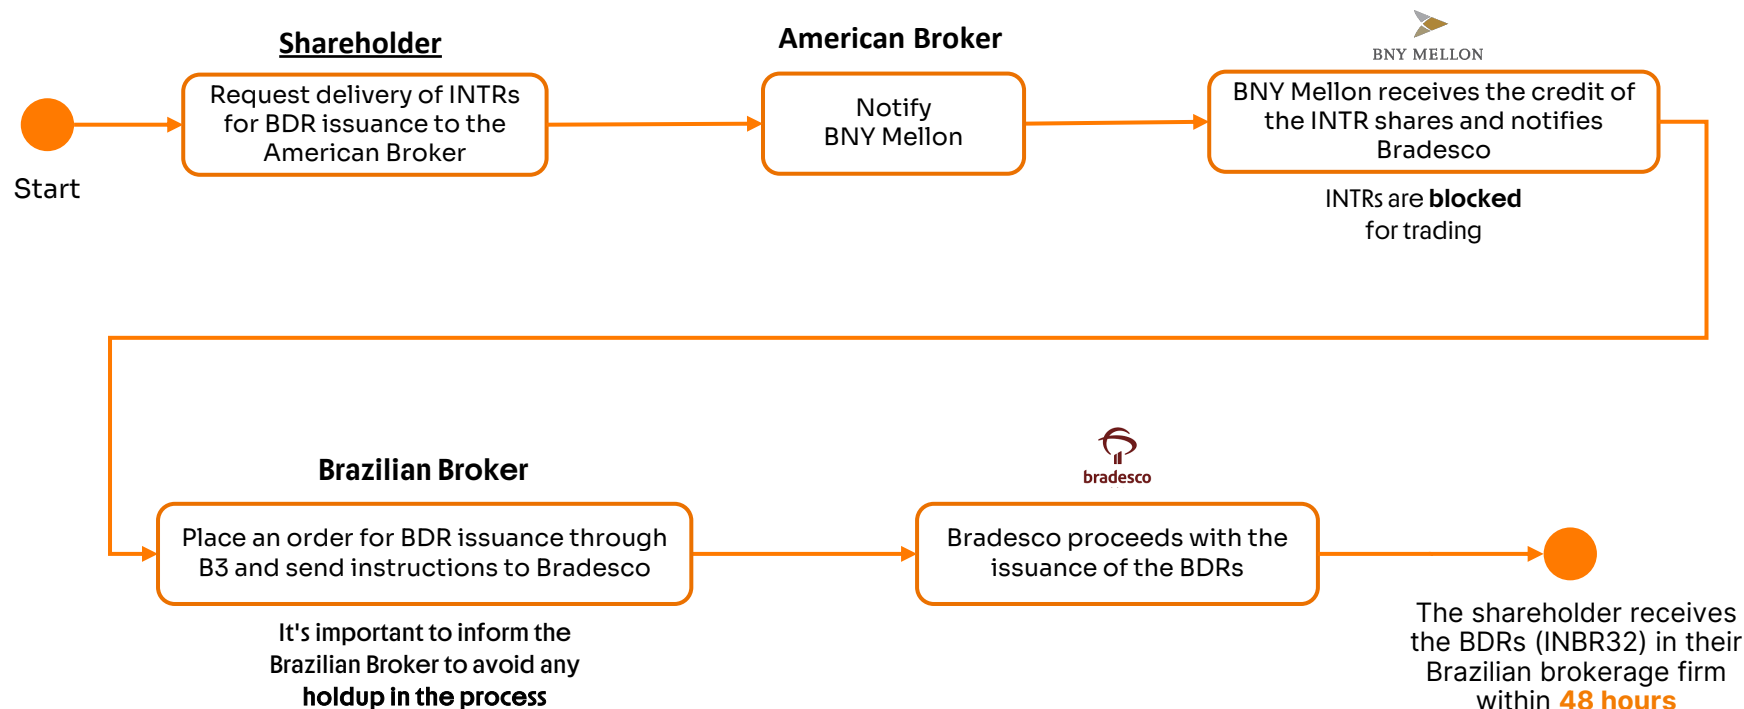 Shareholder
Request delivery of INTRs
for BDR issuance to the
American Broker
Start
American Broker
Notify
BNY Mellon
BNY MELLON
BNY Mellon receives the credit of
the INTR shares and notifies
Bradesco
INTRs are blocked
for trading
Brazilian Broker
Place an order for BDR issuance through
B3 and send instructions to Bradesco
It's important to inform the
Brazilian Broker to avoid any
holdup in the process
bradesco
Bradesco proceeds with the
issuance of the BDRs
The shareholder receives
the BDRs (INBR32) in their
Brazilian brokerage firm
within 48 hours